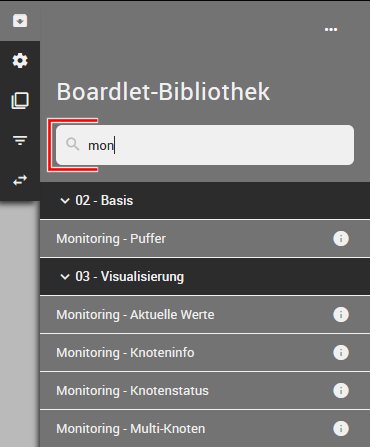 Boardlet-Bibliothek
mon
02 - Basis
Monitoring - Puffer
03 - Visualisierung
Monitoring - Aktuelle Werte
Monitoring - Knoteninfo
Monitoring - Knotenstatus
Monitoring - Multi-Knoten